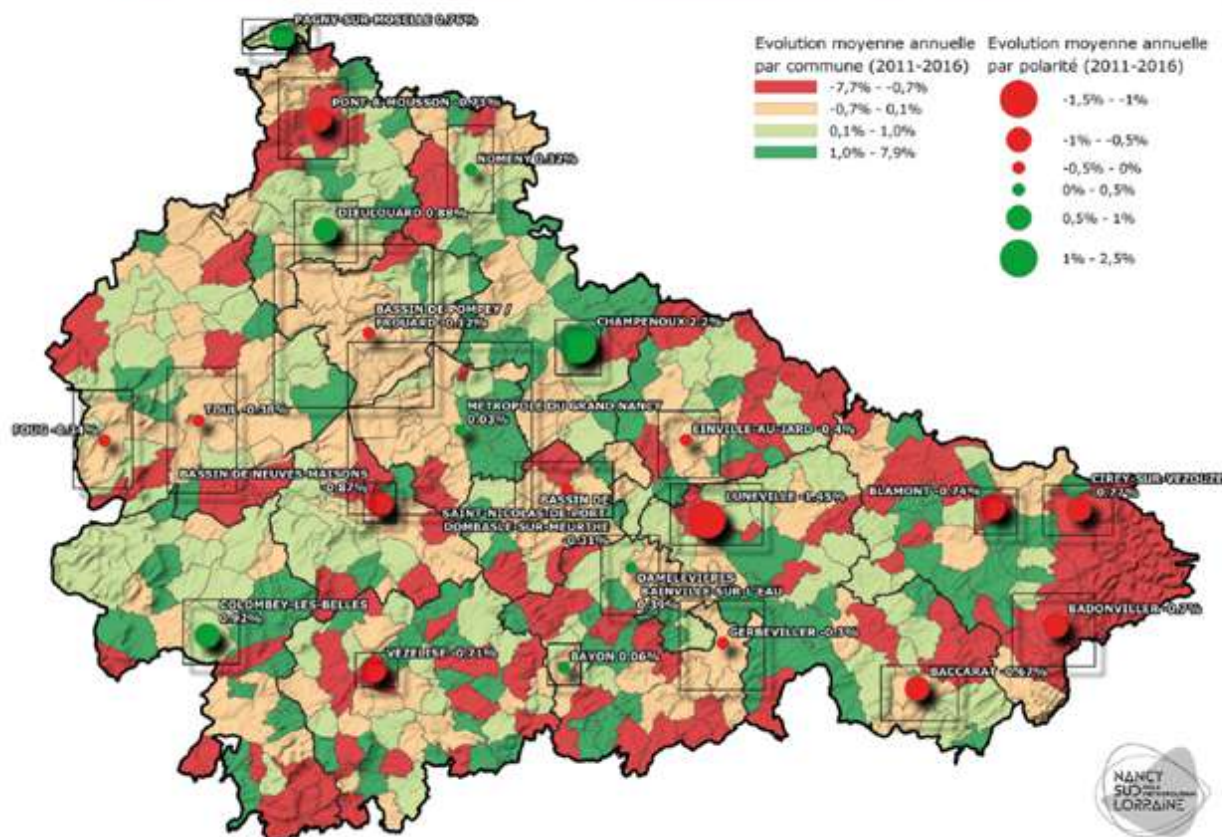 PAGNY-SUR-MOSELLE 0.76%
Evolution moyenne annuelle
par commune (2011-2016)
-7,7% - -0,7%
-0,7% - 0,1%
0,1% - 1,0%
1,0% - 7,9%
Evolution moyenne annuelle
par polarité (2011-2016)
-1,5% - -1%
-1% - -0,5%
-0,5% - 0%
0% - 0,5%
0,5% - 1%
1% - 2,5%
PONT-A-MOUSSON -0.73%
NOMENY 0.32%
DIEULOUARD 0.88%
BASSIN DE POMPEY /
FROUARD -0.12%
CHAMPENOUX 2.2%
TOUL -0.38%
FOUG -0.34%
METROPOLE DU GRAND NANCY
0.03%
EINVILLE-AU-JARD -0.4%
BASSIN DE NEUVES-MAISONS
-0.87%
BASSIN DE
SAINT-NICOLAS-DE-PORT
DOMBASLE-SUR-MEURTHE
-0.21%
LUNEVILLE -1.45%
BLAMONT -0.74%
CIREY-SUR-VEZOUZE
-0.77%
DAMELEVIERES
BAINVILLE-SUR-L'EAU
0.39%
COLOMBEY-LES-BELLES
0.92%
GERBEVILLER -0.3%
BADONVILLER -0.7%
VEZELISE -0.71%
BAYON 0.06%
BACCARAT -0.67%
NANCY
SUD
LORRAINE